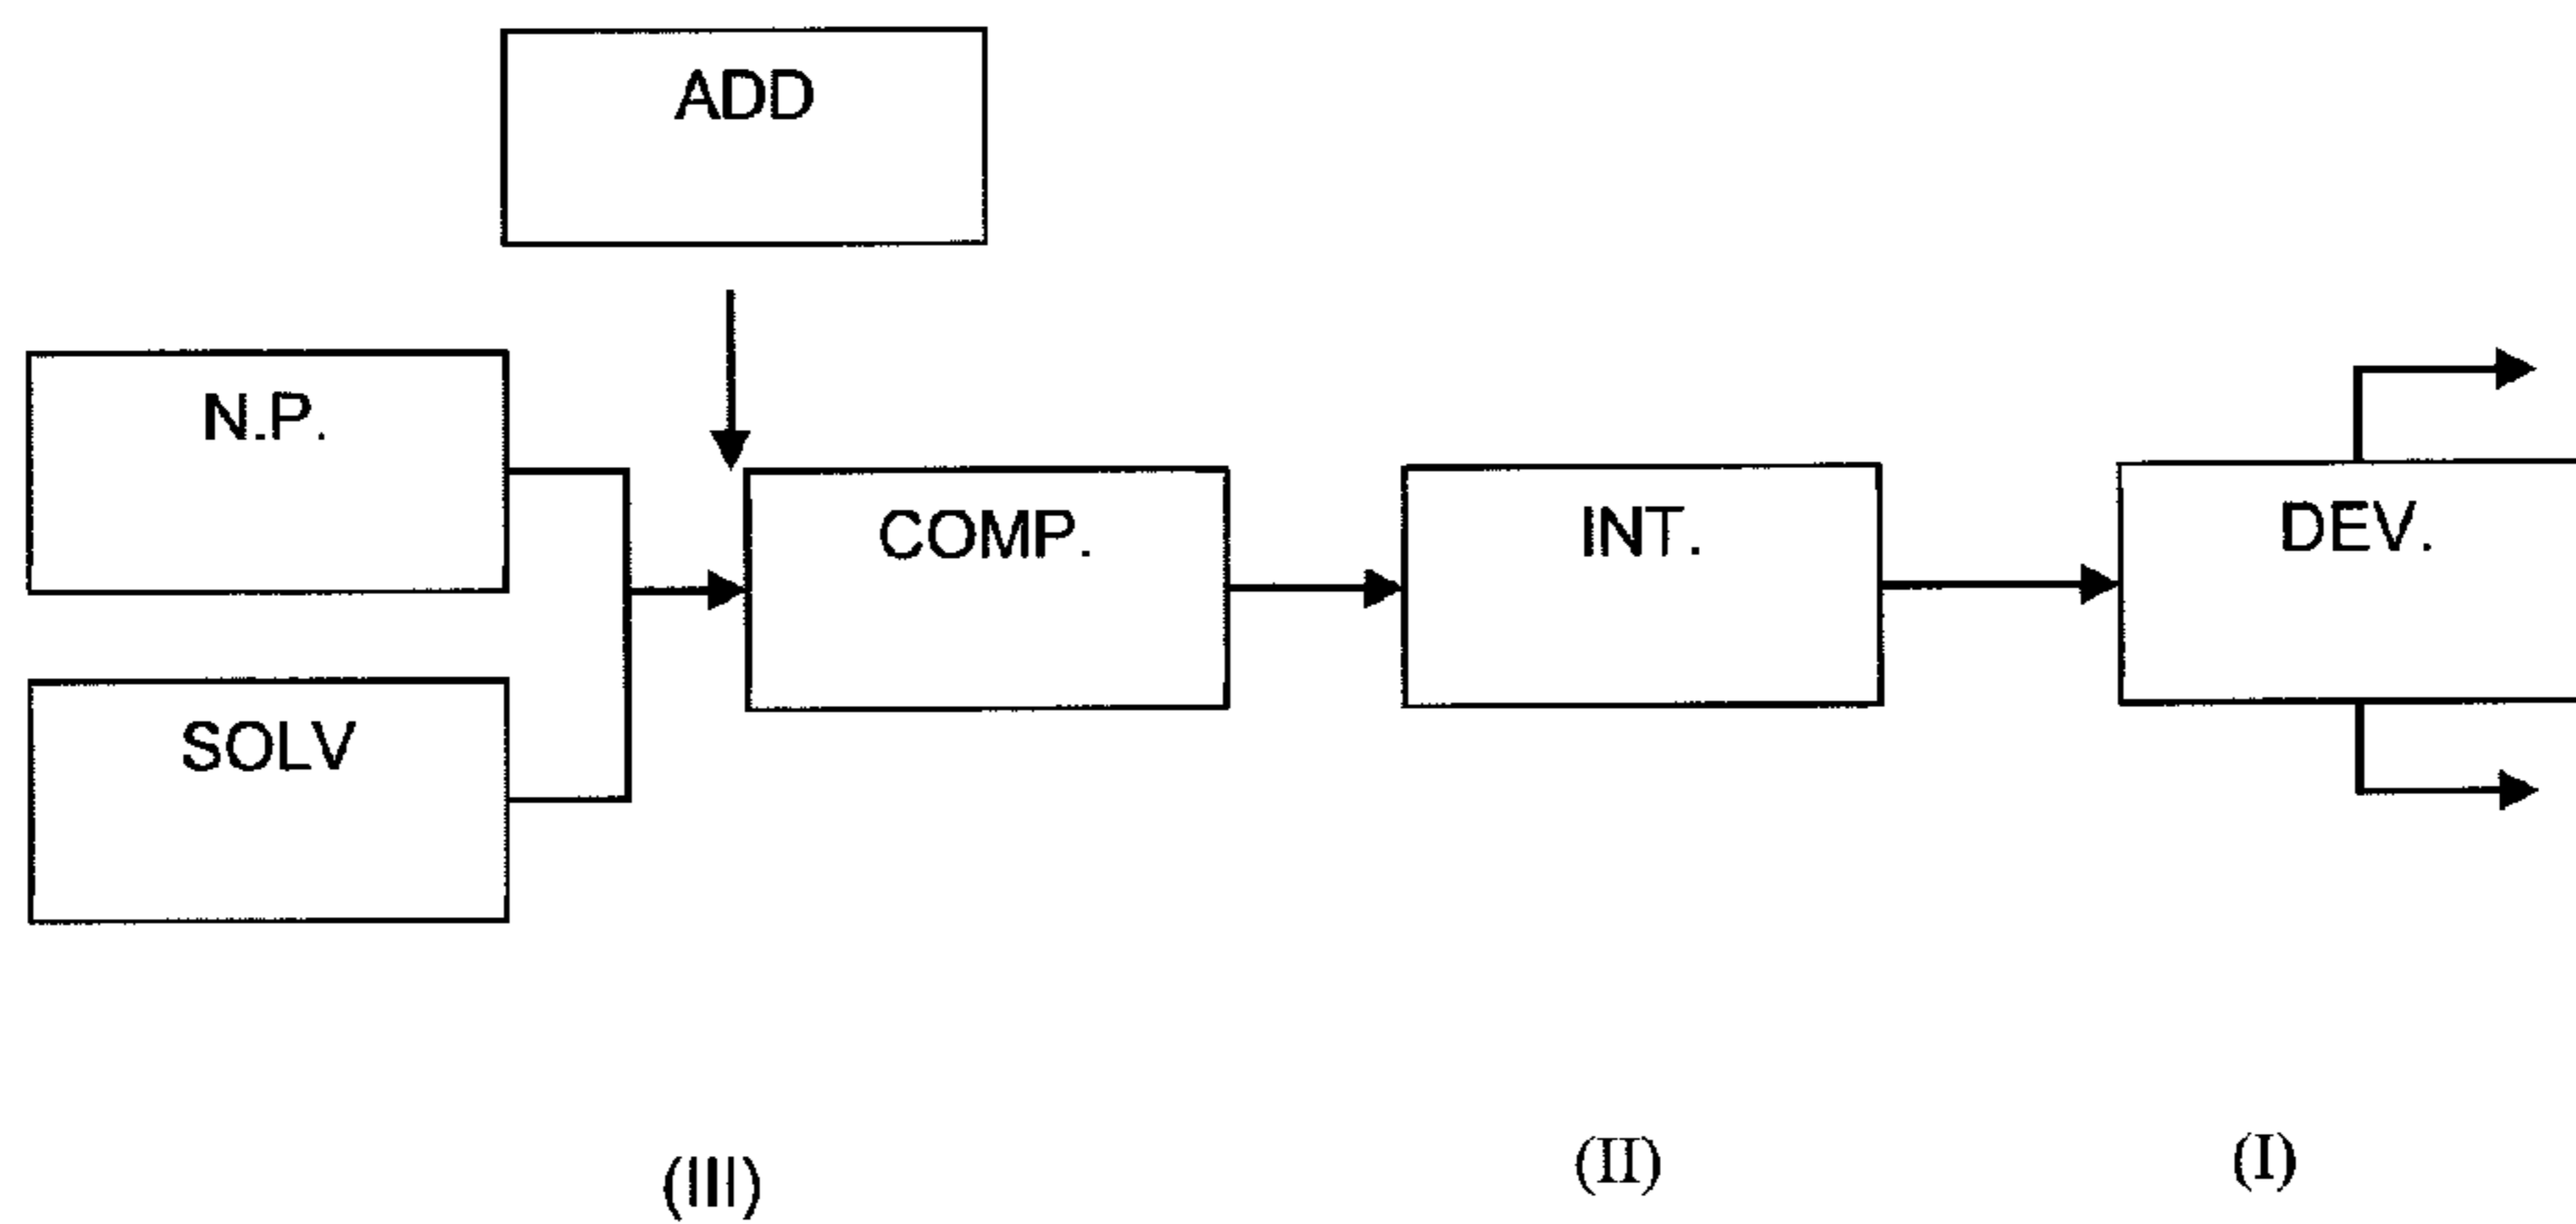 ADD
N.P.
COMP.
INT.
DEV.
SOLV
(III)
(II)
(I)